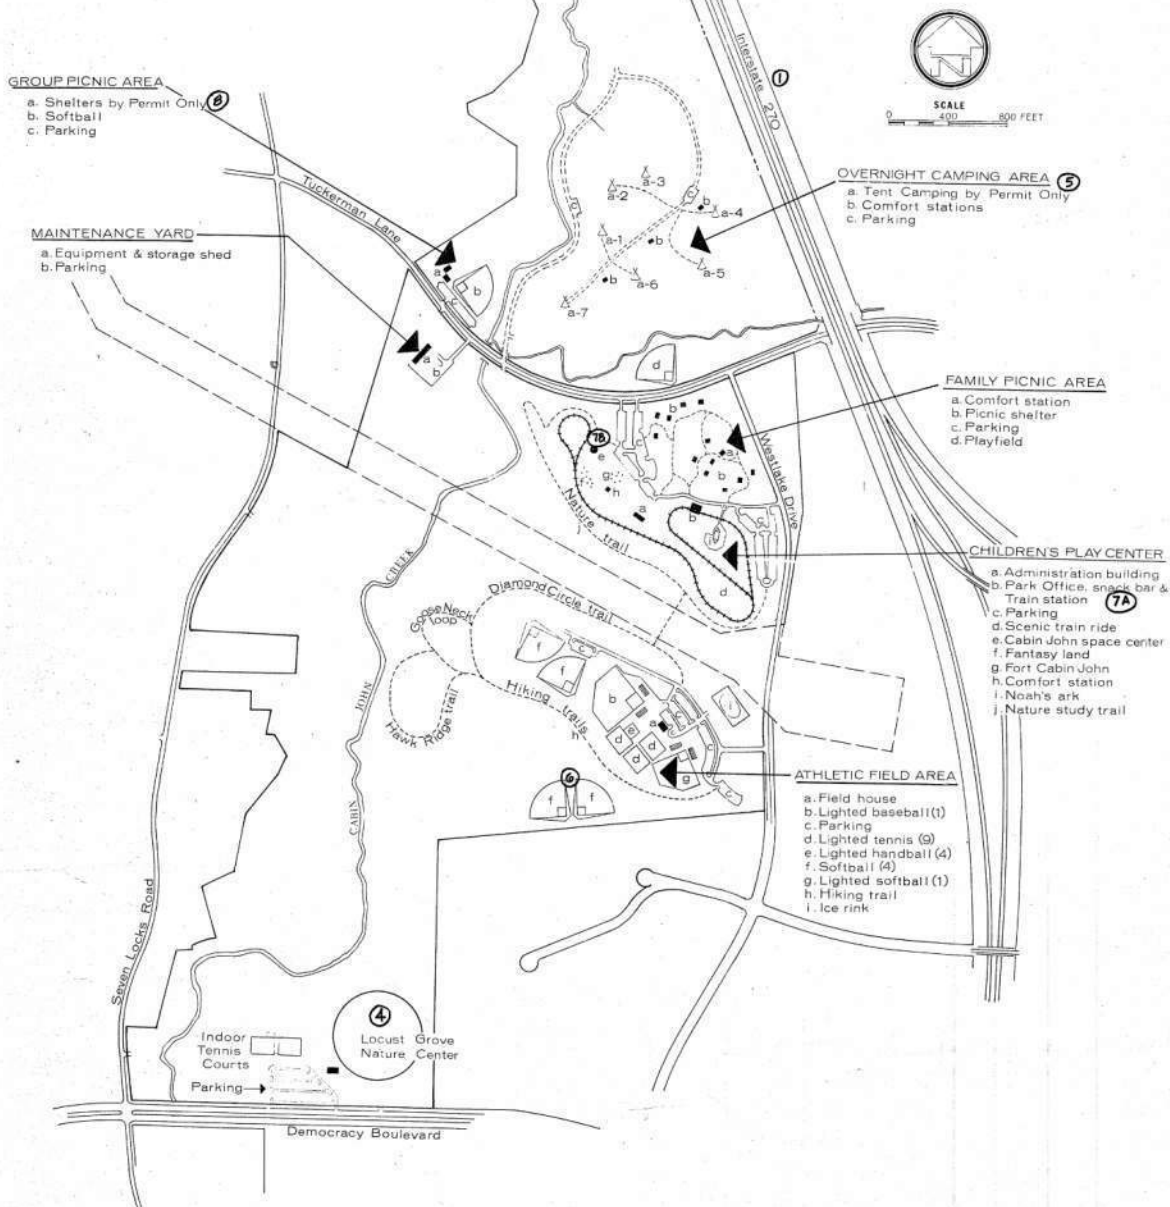 Interstate 270
1
N
SCALE
0 400 800 FEET
GROUP PICNIC AREA
a. Shelters by Permit Only 8
b. Softball
c. Parking
OVERNIGHT CAMPING AREA 5
a. Tent Camping by Permit Only
b. Comfort stations
c. Parking
Tuckerman Lane
MAINTENANCE YARD
a. Equipment & storage shed
b. Parking
a-3
a-2
c
b
a-4
a-1
b
a-5
b
a-6
a-7
a
b
c
a
b
d
FAMILY PICNIC AREA
a. Comfort station
b. Picnic shelter
c. Parking
d. Playfield
b
a
b
c
Westlake Drive
7B
e
g
h
a
b
c
d
Nature trail
CHILDREN'S PLAY CENTER
a. Administration building
b. Park Office, snack bar &
Train station 7A
c. Parking
d. Scenic train ride
e. Cabin John space center
f. Fantasy land
g. Fort Cabin John
h. Comfort station
i. Noah's ark
j. Nature study trail
CABIN JOHN CREEK
Diamond Circle trail
Goose Neck
loop
Hawk Ridge trail
Hiking trails
h
f
f
c
b
a
c
i
d
e
d
d
g
c
c
6
f
f
ATHLETIC FIELD AREA
a. Field house
b. Lighted baseball (1)
c. Parking
d. Lighted tennis (9)
e. Lighted handball (4)
f. Softball (4)
g. Lighted softball (1)
h. Hiking trail
i. Ice rink
Seven Locks Road
4
Locust Grove
Nature Center
Indoor
Tennis
Courts
Parking
Democracy Boulevard